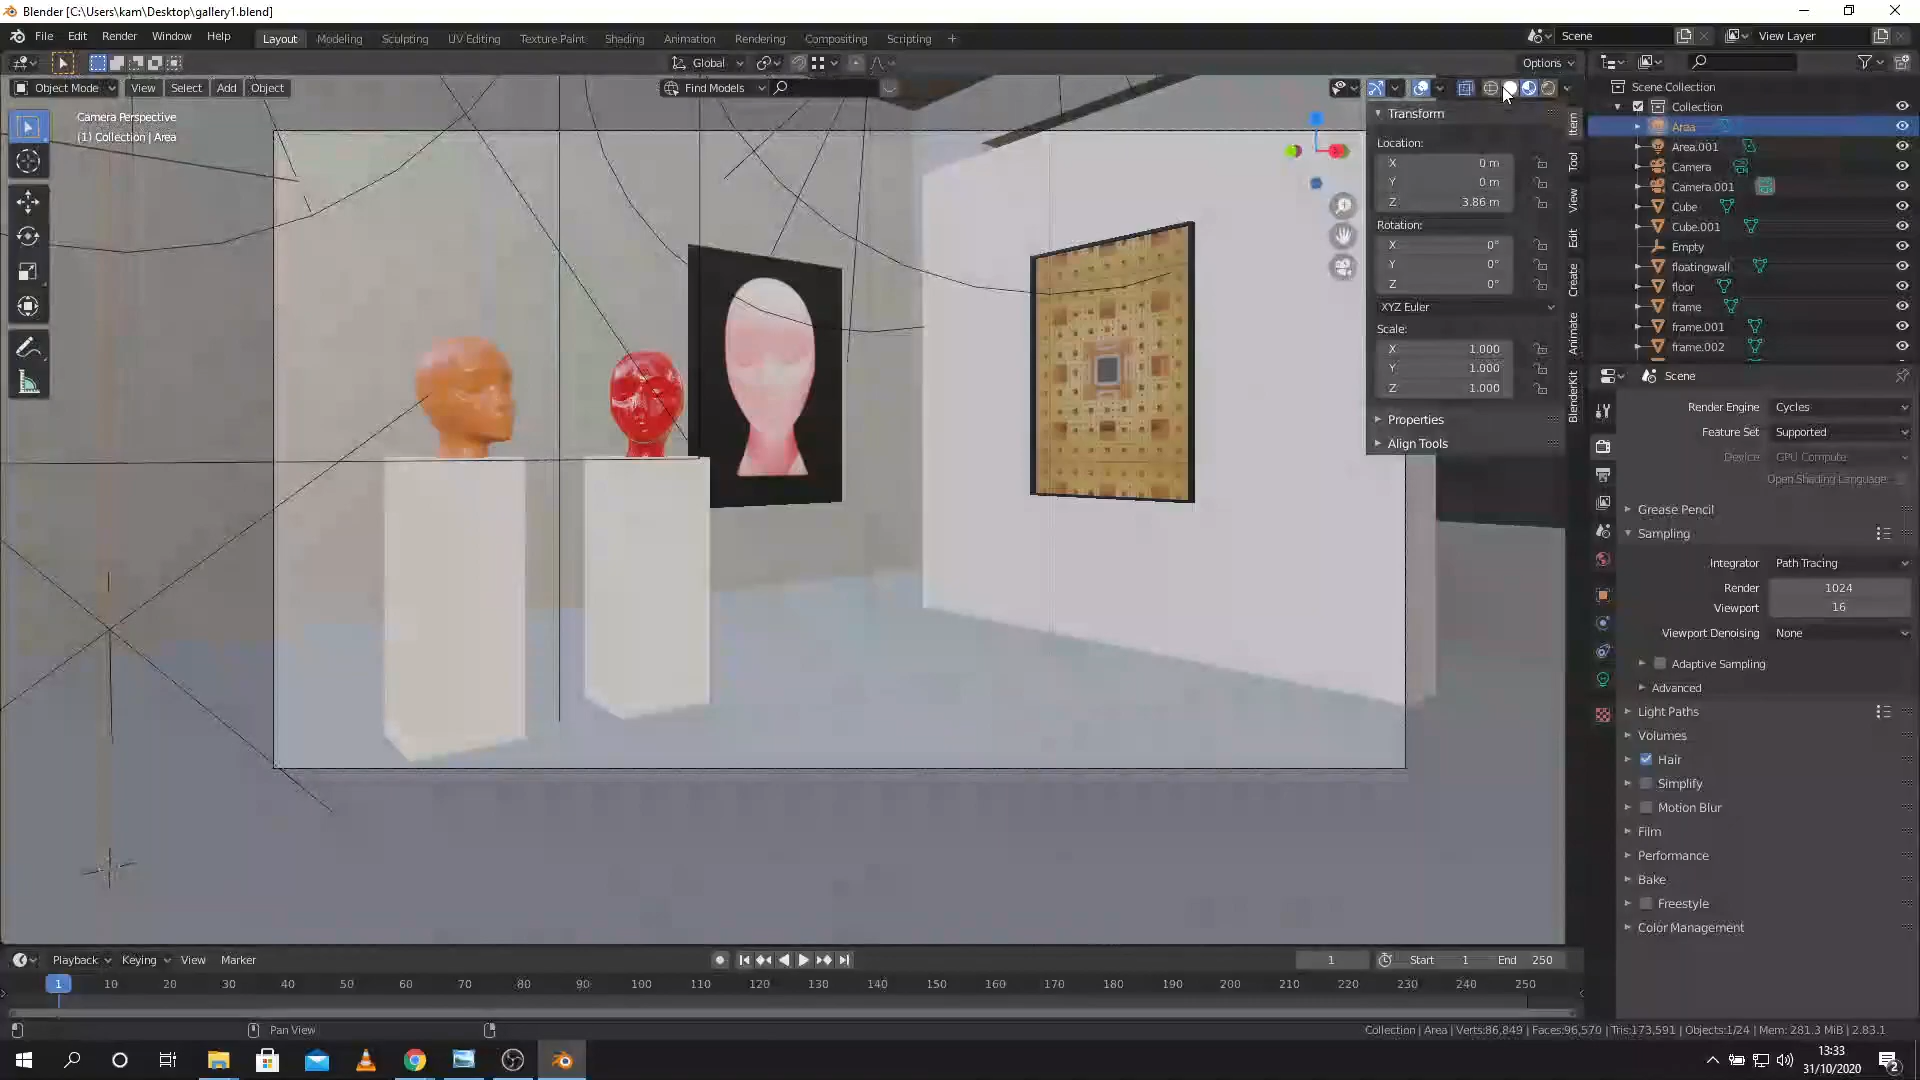 Blender [C:\Users\kam\Desktop\gallery1.blend]
File Edit Render Window Help
Layout Modeling Sculpting UV Editing Texture Paint Shading Animation Rendering Compositing Scripting +
Scene
View Layer
Global
Options
Object Mode View Select Add Object
Find Models
Camera Perspective
(1) Collection | Area
Transform
Location:
X 0 m
Y 0 m
Z 3.86 m
Rotation:
X 0°
Y 0°
Z 0°
XYZ Euler
Scale:
X 1.000
Y 1.000
Z 1.000
Properties
Align Tools
Item
Tool
View
Edit
Create
Animate
BlenderKit
Scene Collection
Collection
Area
Area.001
Camera
Camera.001
Cube
Cube.001
Empty
floatingwall
floor
frame
frame.001
frame.002
Scene
Render Engine Cycles
Feature Set Supported
Device GPU Compute
Open Shading Language
Grease Pencil
Sampling
Integrator Path Tracing
Render 1024
Viewport 16
Viewport Denoising None
Adaptive Sampling
Advanced
Light Paths
Volumes
Hair
Simplify
Motion Blur
Film
Performance
Bake
Freestyle
Color Management
Playback Keying View Marker
1 Start 1 End 250
1 10 20 30 40 50 60 70 80 90 100 110 120 130 140 150 160 170 180 190 200 210 220 230 240 250
Pan View
Collection | Area | Verts:86,849 | Faces:96,570 | Tris:173,591 | Objects:1/24 | Mem: 281.3 MiB | 2.83.1
13:33
31/10/2020
2